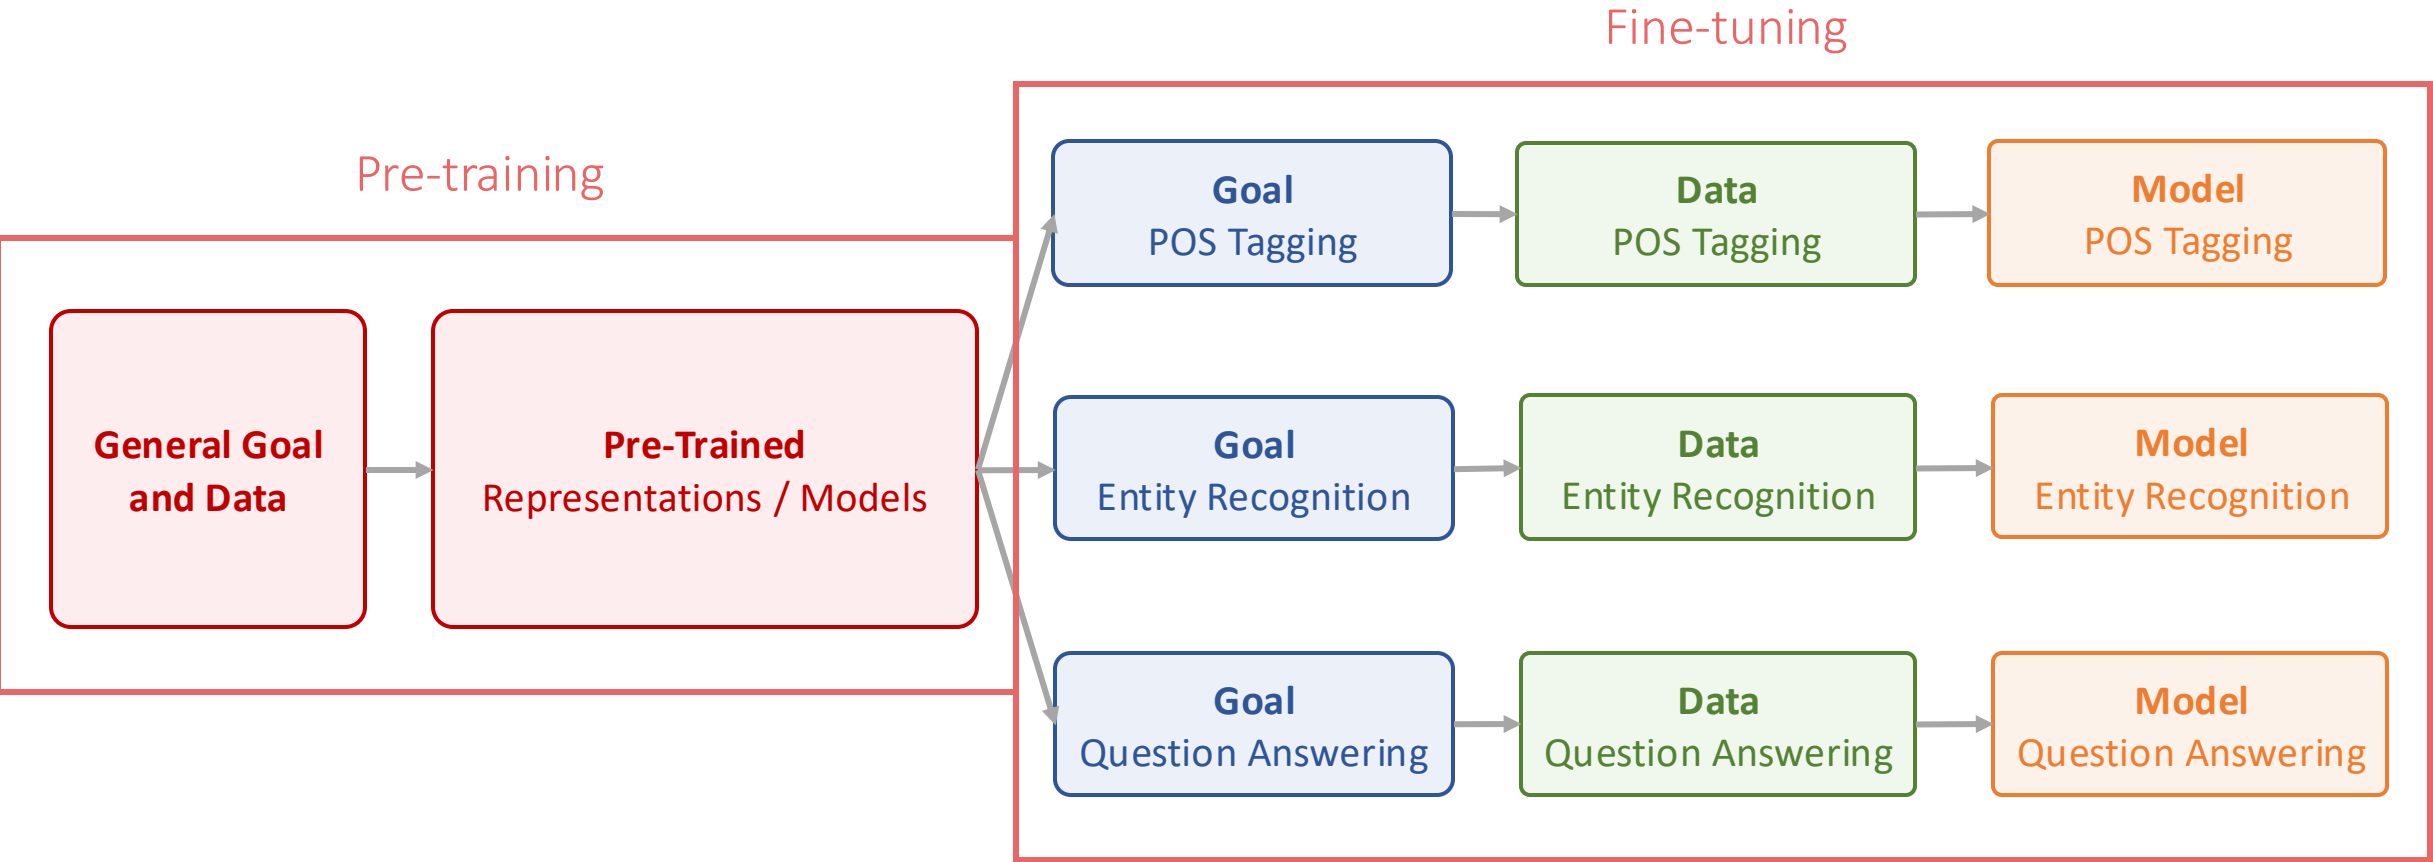 Fine-tuning
Pre-training
General Goal
and Data
Pre-Trained
Representations / Models
Goal
POS Tagging
Data
POS Tagging
Model
POS Tagging
Goal
Entity Recognition
Data
Entity Recognition
Model
Entity Recognition
Goal
Question Answering
Data
Question Answering
Model
Question Answering